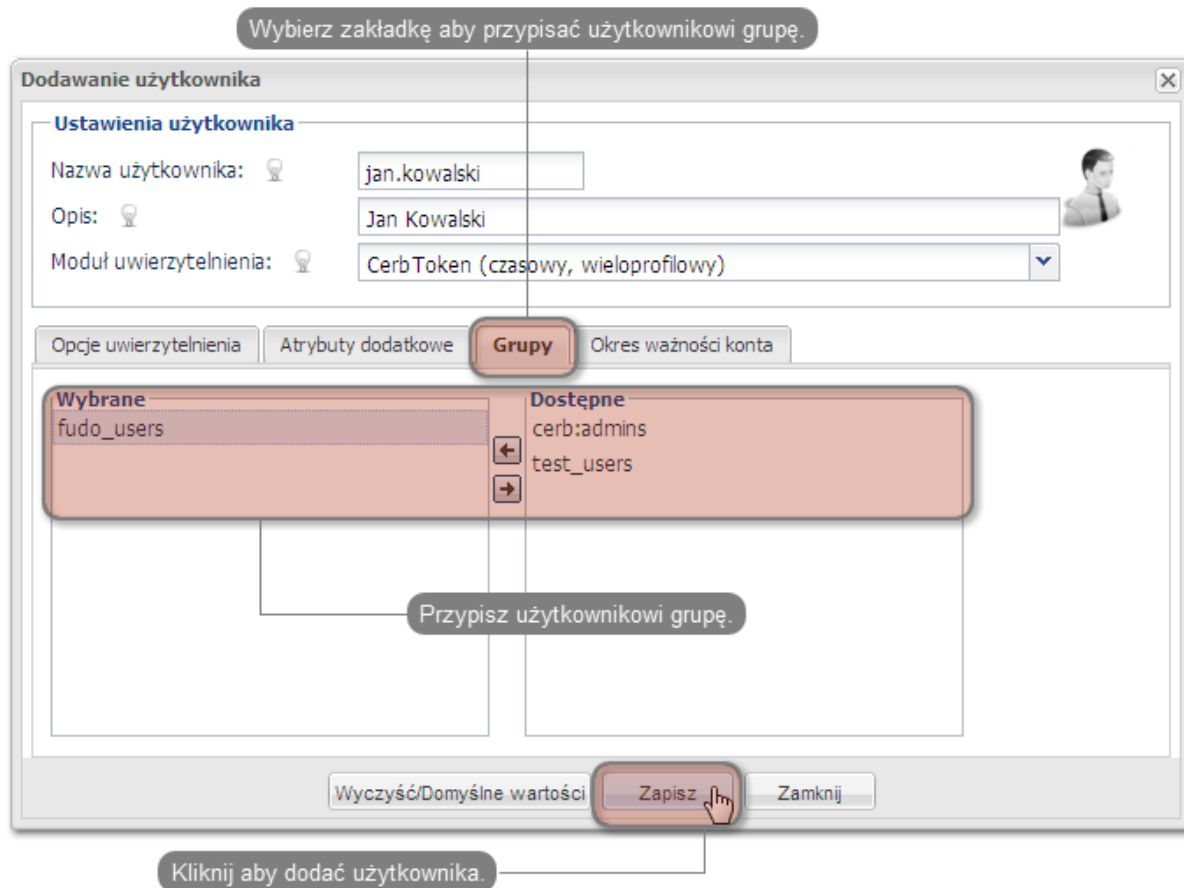 Wybierz zakładkę aby przypisać użytkownikowi grupę.
Dodawanie użytkownika
Ustawienia użytkownika
Nazwa użytkownika: jan.kowalski
Opis: Jan Kowalski
Moduł uwierzytelnienia: CerbToken (czasowy, wieloprofilowy)
Opcje uwierzytelnienia Atrybuty dodatkowe Grupy Okres ważności konta
Wybrane Dostępne
fudo_users cerb:admins
test_users
Przypisz użytkownikowi grupę.
Wyczyść/Domyślne wartości Zapisz Zamknij
Kliknij aby dodać użytkownika.